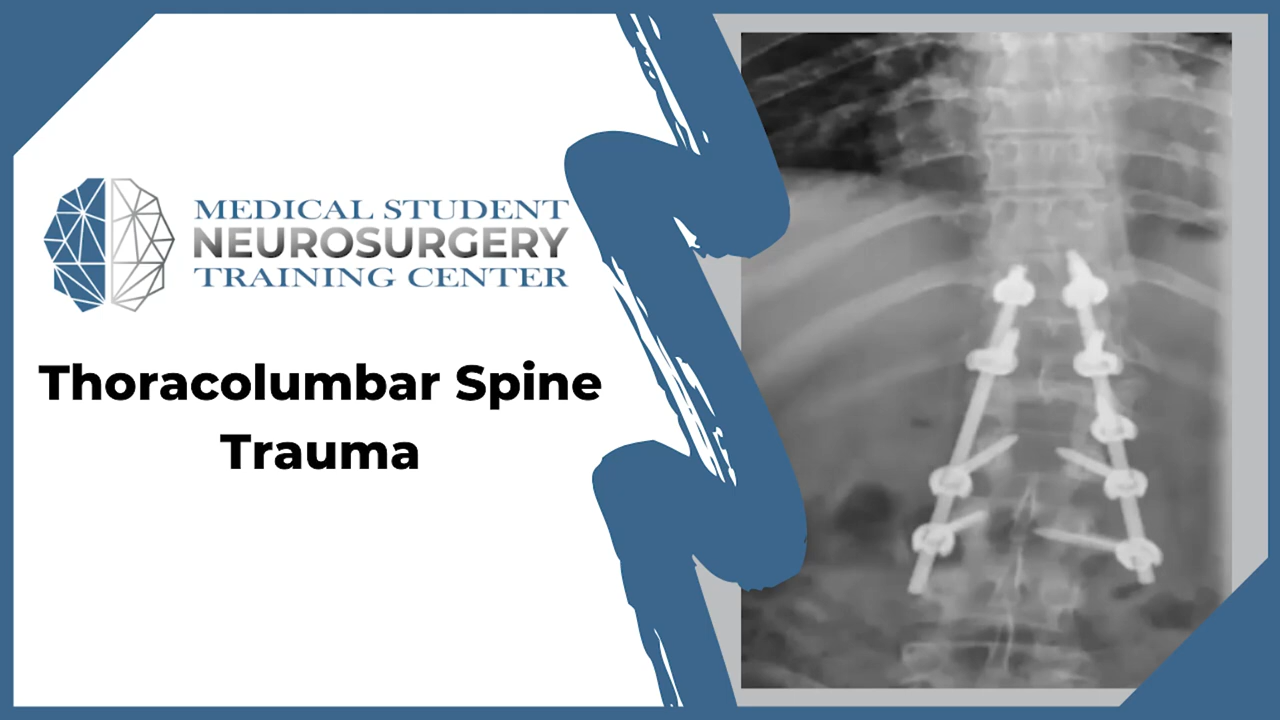 MEDICAL STUDENT
NEUROSURGERY
TRAINING CENTER
Thoracolumbar Spine
Trauma